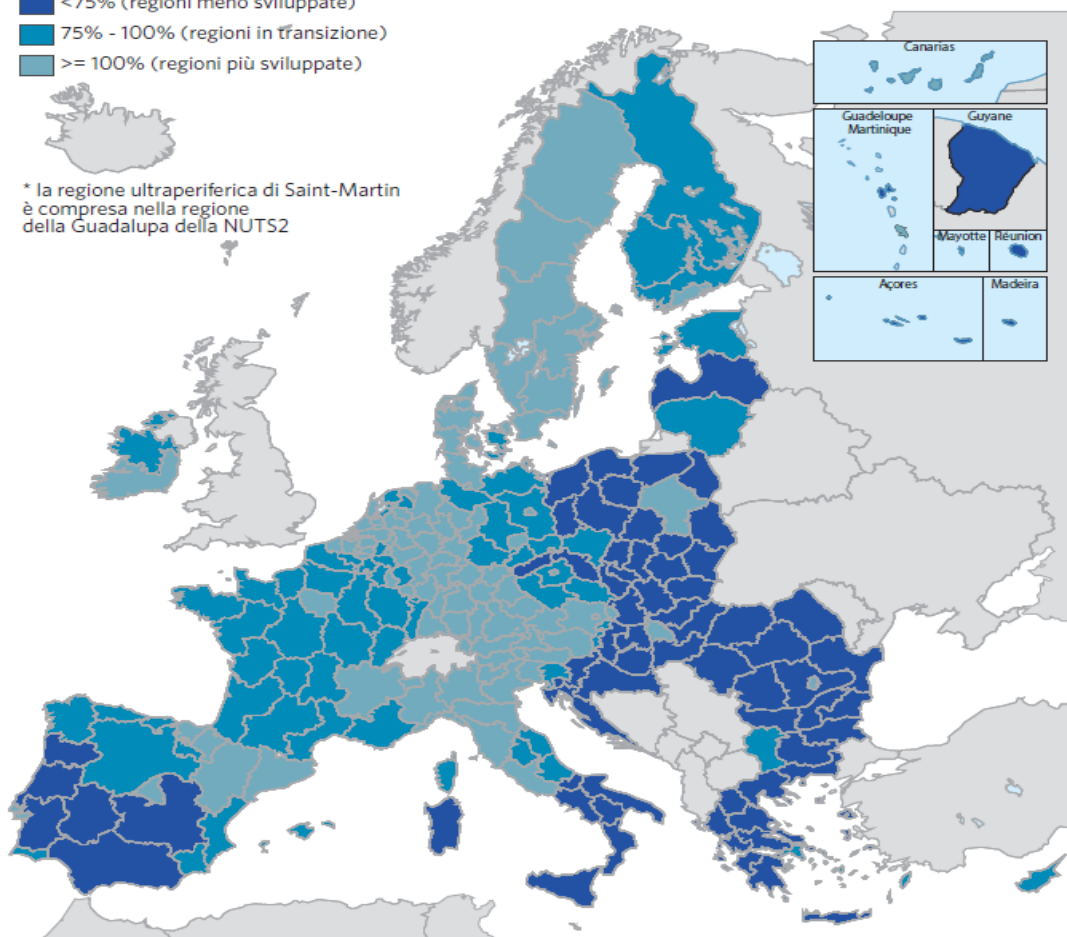 <75% (regioni meno sviluppate)
75% - 100% (regioni in transizione)
>= 100% (regioni più sviluppate)
* la regione ultraperiferica di Saint-Martin
è compresa nella regione
della Guadalupa della NUTS2
Canarias
Guadeloupe
Martinique
Guyane
Mayotte
Réunion
Açores
Madeira